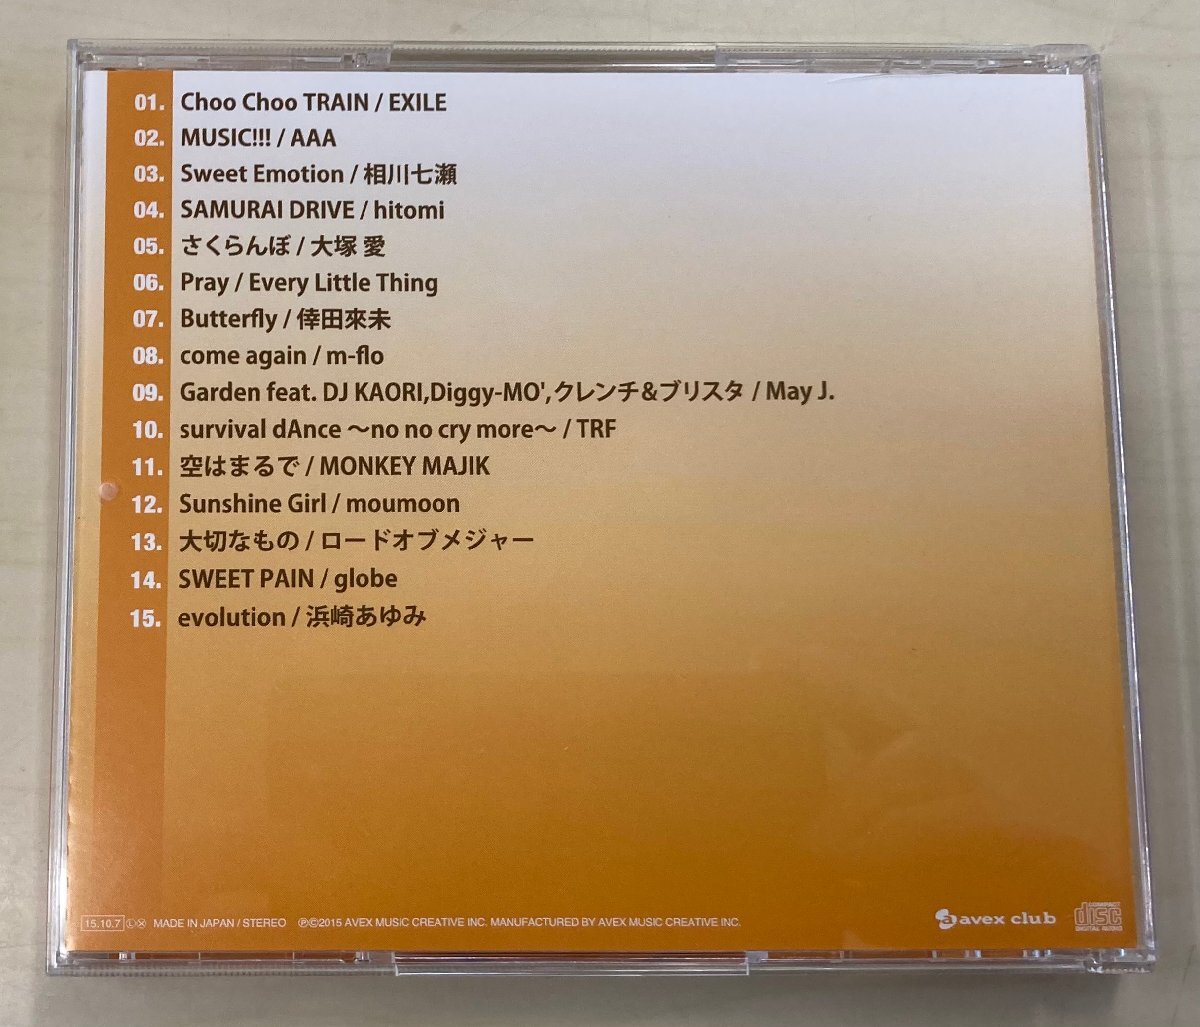 01. Choo Choo TRAIN / EXILE
02. MUSIC!!! / AAA
03. Sweet Emotion / 相川七瀬
04. SAMURAI DRIVE / hitomi
05. さくらんぼ / 大塚 愛
06. Pray / Every Little Thing
07. Butterfly / 倖田來未
08. come again / m-flo
09. Garden feat. DJ KAORI,Diggy-MO',クレンチ&ブリスタ / May J.
10. survival dAnce 〜no no cry more〜 / TRF
11. 空はまるで / MONKEY MAJIK
12. Sunshine Girl / moumoon
13. 大切なもの / ロードオブメジャー
14. SWEET PAIN / globe
15. evolution / 浜崎あゆみ
15.10.7 Ⓛ Ⓧ MADE IN JAPAN / STEREO ℗©2015 AVEX MUSIC CREATIVE INC. MANUFACTURED BY AVEX MUSIC CREATIVE INC.
a avex club
COMPACT disc DIGITAL AUDIO